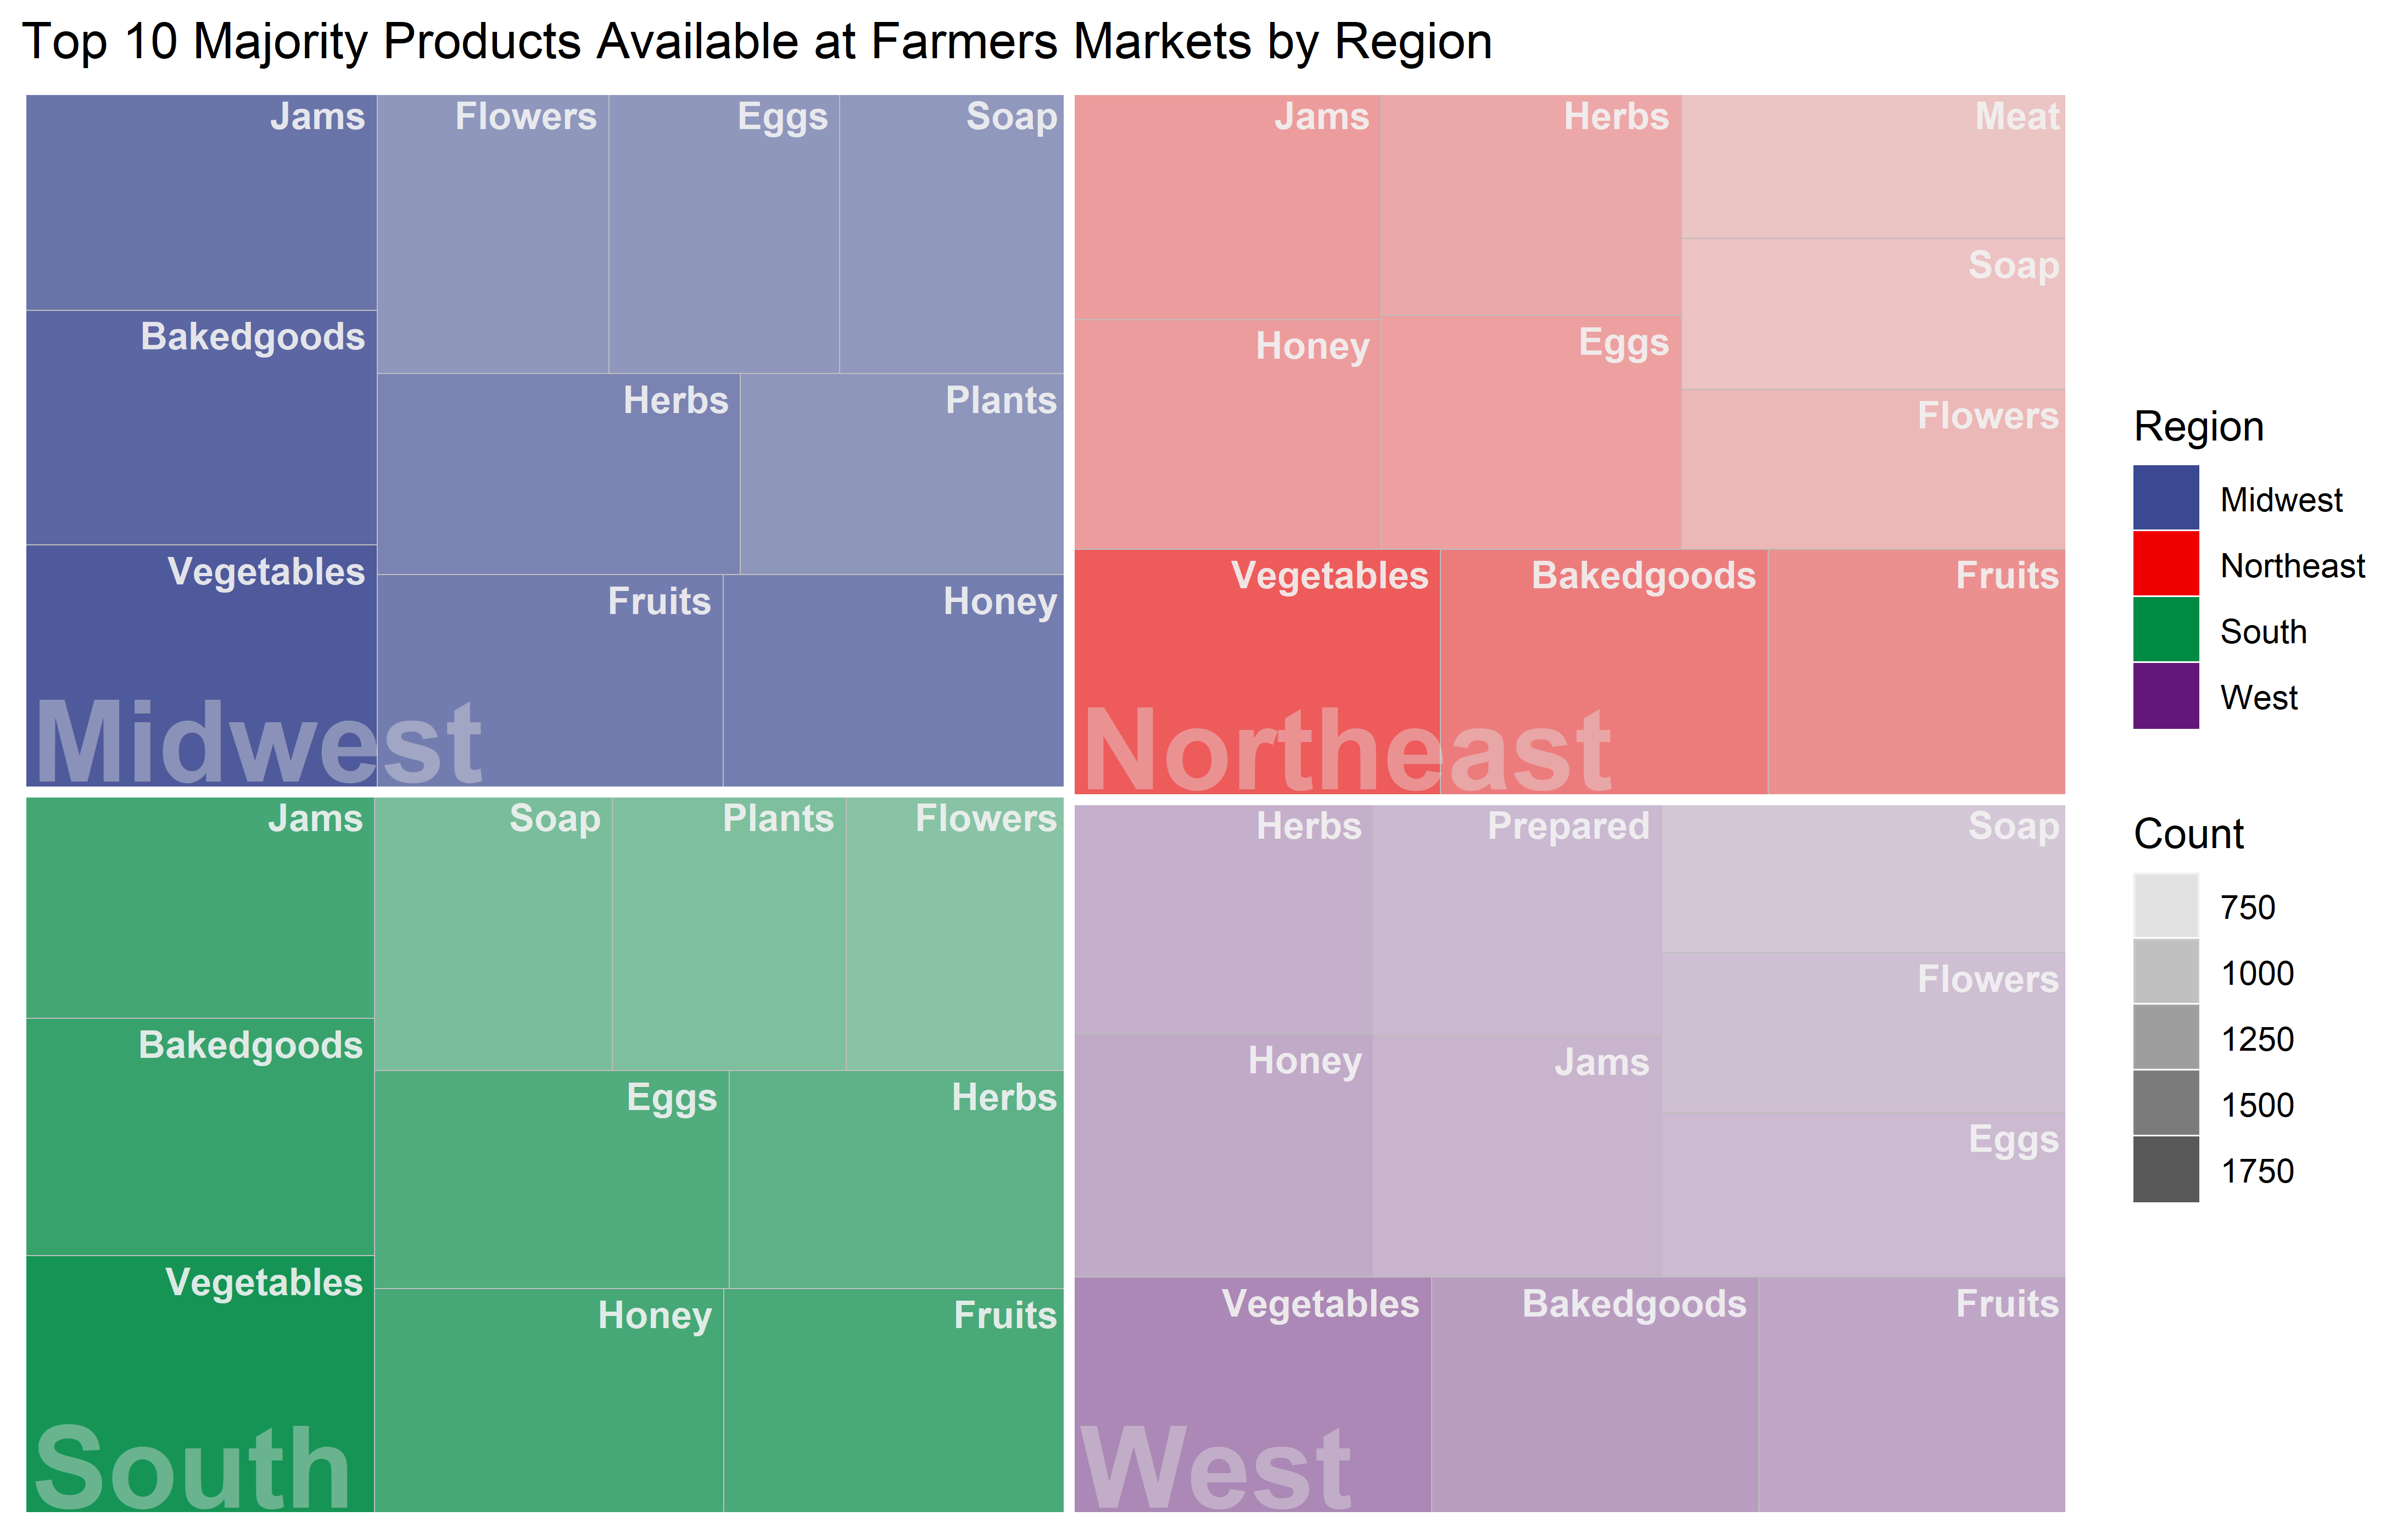 Top 10 Majority Products Available at Farmers Markets by Region
Jams
Flowers
Eggs
Soap
Bakedgoods
Herbs
Plants
Vegetables
Fruits
Honey
Midwest
Jams
Herbs
Meat
Soap
Honey
Eggs
Flowers
Vegetables
Bakedgoods
Fruits
Northeast
Jams
Soap
Plants
Flowers
Bakedgoods
Eggs
Herbs
Vegetables
Honey
Fruits
South
Herbs
Prepared
Soap
Flowers
Honey
Jams
Eggs
Vegetables
Bakedgoods
Fruits
West
Region
Midwest
Northeast
South
West
Count
750
1000
1250
1500
1750